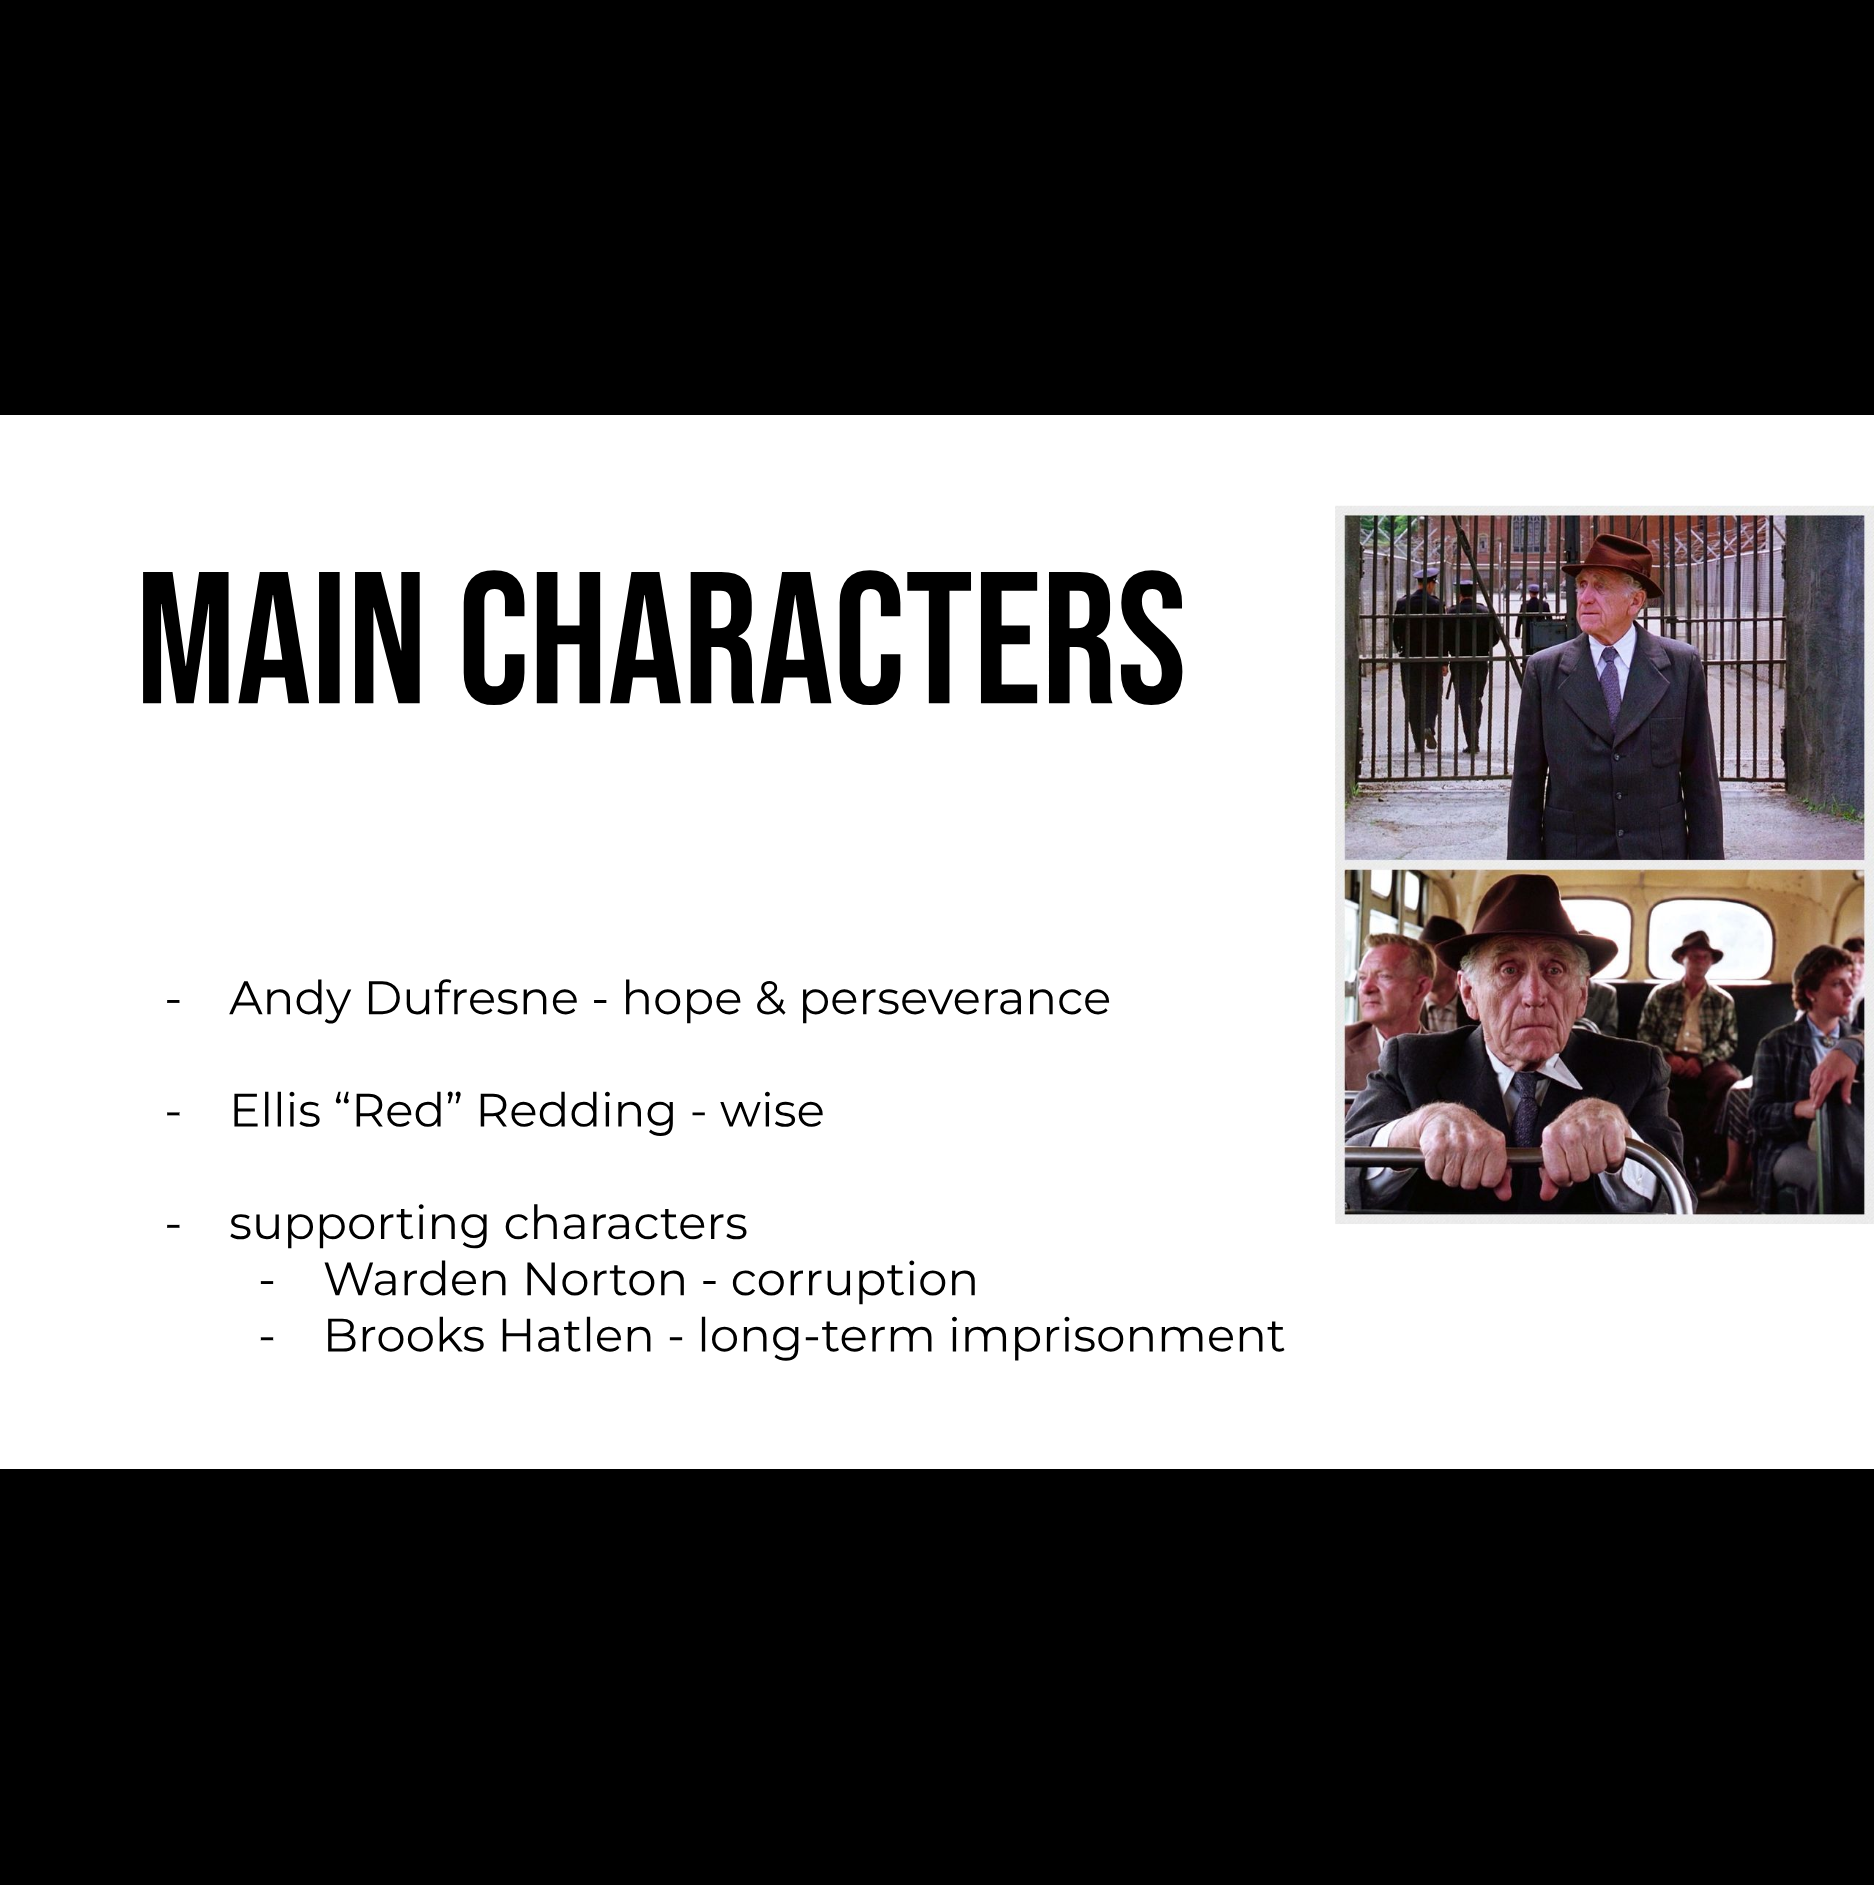 MAIN CHARACTERS
- Andy Dufresne - hope & perseverance
- Ellis “Red” Redding - wise
- supporting characters
- Warden Norton - corruption
- Brooks Hatlen - long-term imprisonment